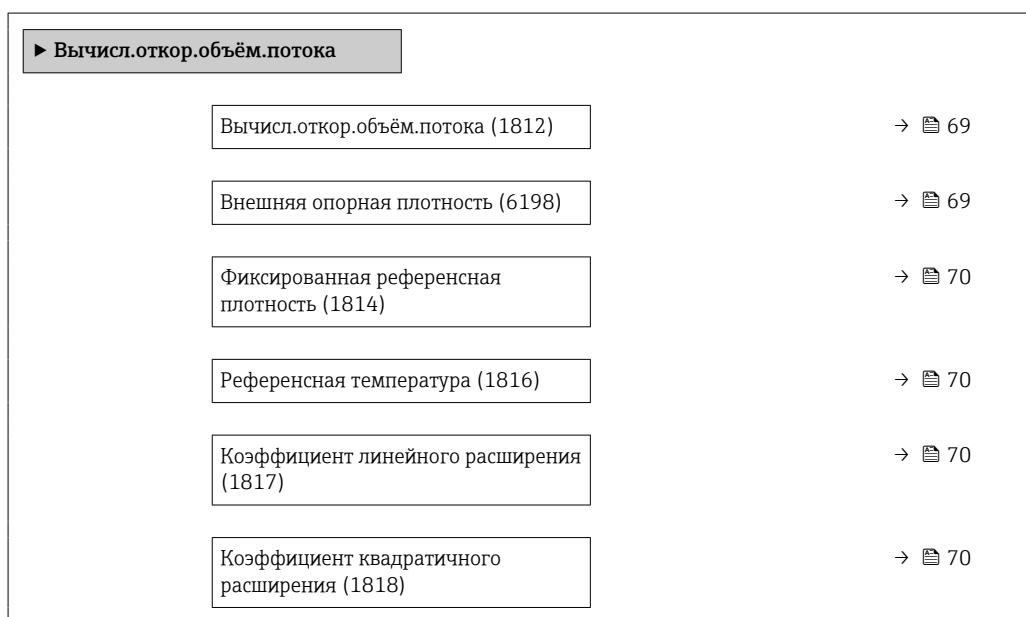 ► Вычисл.откор.объём.потока
Вычисл.откор.объём.потока (1812) → 69
Внешняя опорная плотность (6198) → 69
Фиксированная референсная → 70
плотность (1814)
Референсная температура (1816) → 70
Коэффициент линейного расширения → 70
(1817)
Коэффициент квадратичного → 70
расширения (1818)